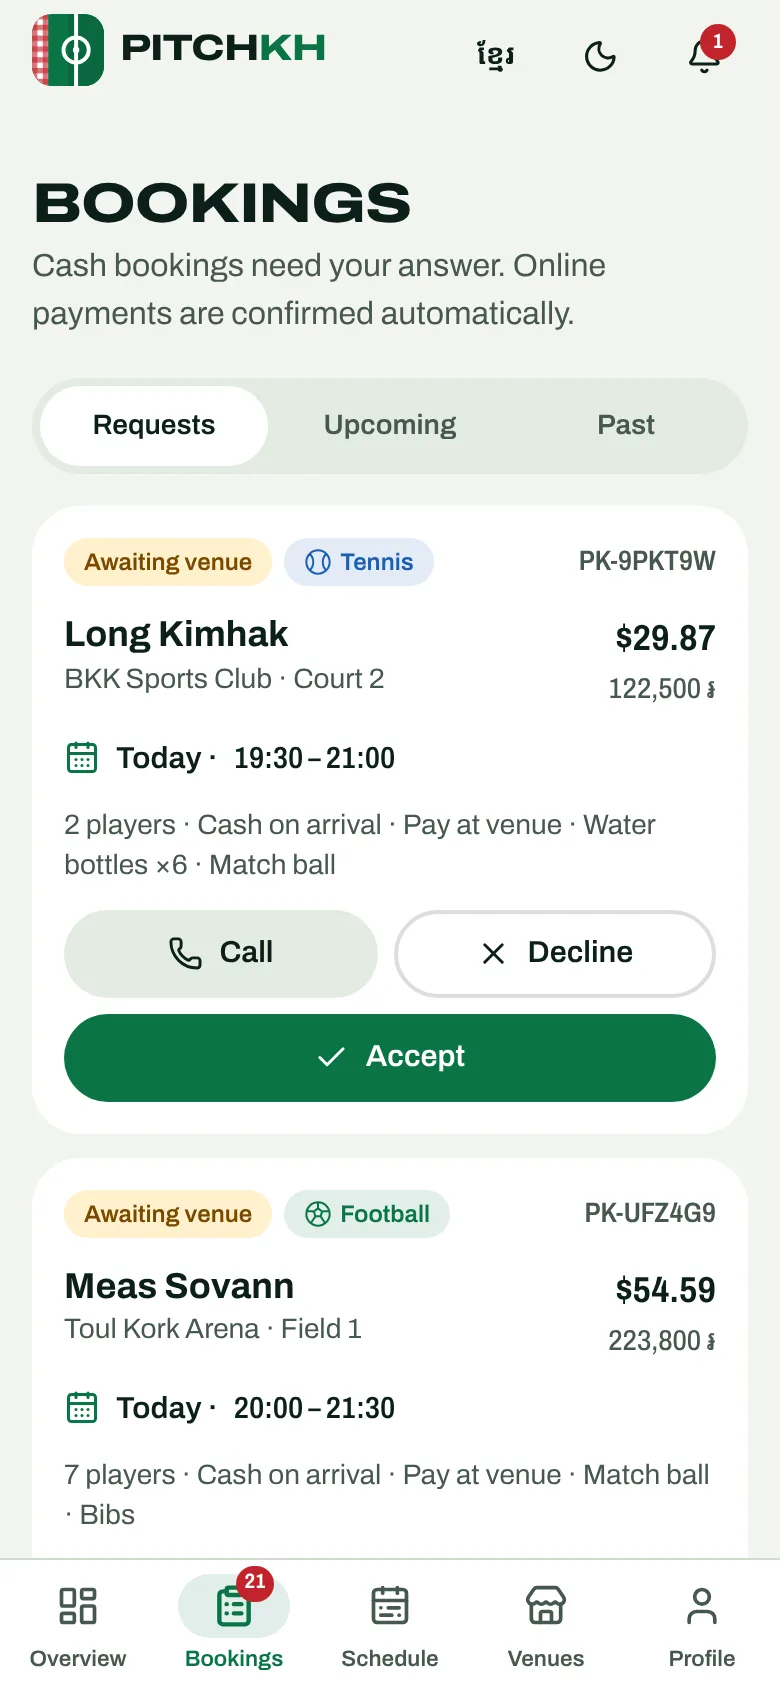 PITCHKH
ខ្មែរ
1
BOOKINGS
Cash bookings need your answer. Online
payments are confirmed automatically.
Requests
Upcoming
Past
Awaiting venue
Tennis
PK-9PKT9W
Long Kimhak
$29.87
BKK Sports Club · Court 2
122,500 ៛
Today · 19:30 – 21:00
2 players · Cash on arrival · Pay at venue · Water
bottles ×6 · Match ball
Call
Decline
Accept
Awaiting venue
Football
PK-UFZ4G9
Meas Sovann
$54.59
Toul Kork Arena · Field 1
223,800 ៛
Today · 20:00 – 21:30
7 players · Cash on arrival · Pay at venue · Match ball
· Bibs
21
Overview
Bookings
Schedule
Venues
Profile